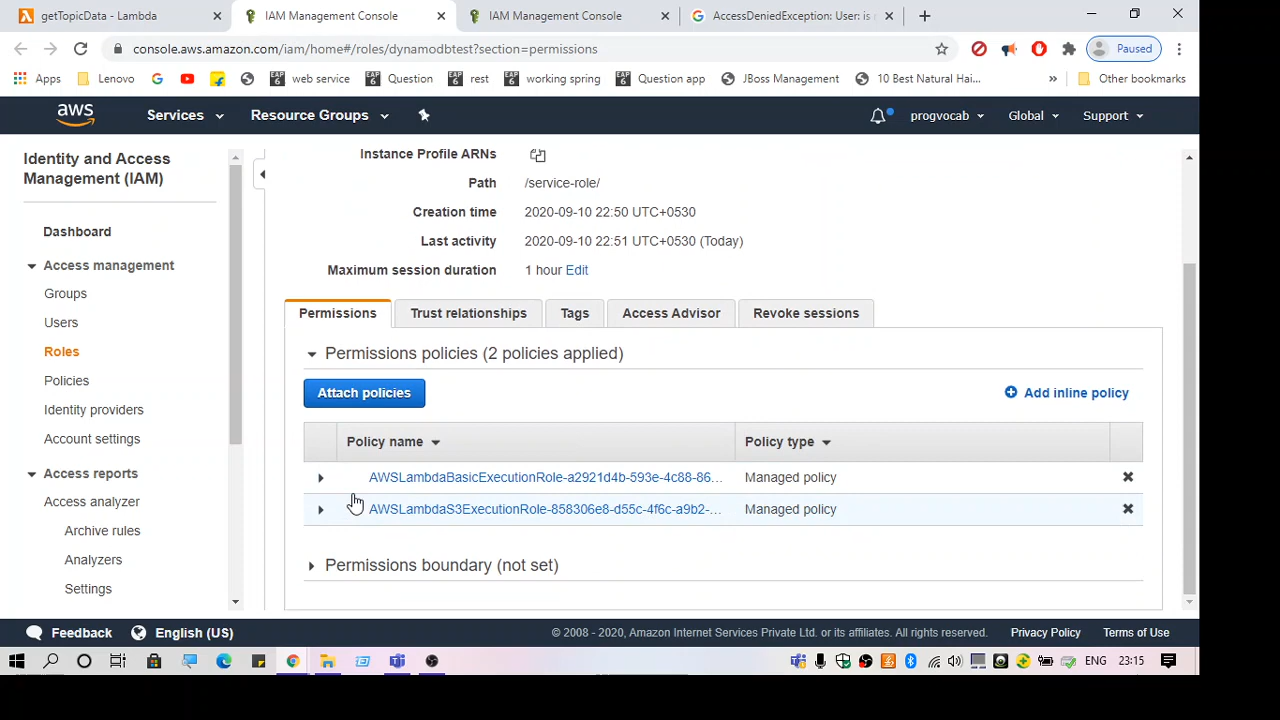 getTopicData - Lambda
IAM Management Console
IAM Management Console
AccessDeniedException: User: is
console.aws.amazon.com/iam/home#/roles/dynamodbtest?section=permissions
Paused
Apps
Lenovo
web service
Question
rest
working spring
Question app
JBoss Management
10 Best Natural Hai...
»
Other bookmarks
aws
Services
Resource Groups
progvocab
Global
Support
Identity and Access
Management (IAM)
Dashboard
Access management
Groups
Users
Roles
Policies
Identity providers
Account settings
Access reports
Access analyzer
Archive rules
Analyzers
Settings
Instance Profile ARNs
Path /service-role/
Creation time 2020-09-10 22:50 UTC+0530
Last activity 2020-09-10 22:51 UTC+0530 (Today)
Maximum session duration 1 hour Edit
Permissions
Trust relationships
Tags
Access Advisor
Revoke sessions
Permissions policies (2 policies applied)
Attach policies
Add inline policy
Policy name
Policy type
AWSLambdaBasicExecutionRole-a2921d4b-593e-4c88-86... Managed policy
AWSLambdaS3ExecutionRole-858306e8-d55c-4f6c-a9b2-... Managed policy
Permissions boundary (not set)
Feedback
English (US)
© 2008 - 2020, Amazon Internet Services Private Ltd. or its affiliates. All rights reserved.
Privacy Policy
Terms of Use
ENG
23:15